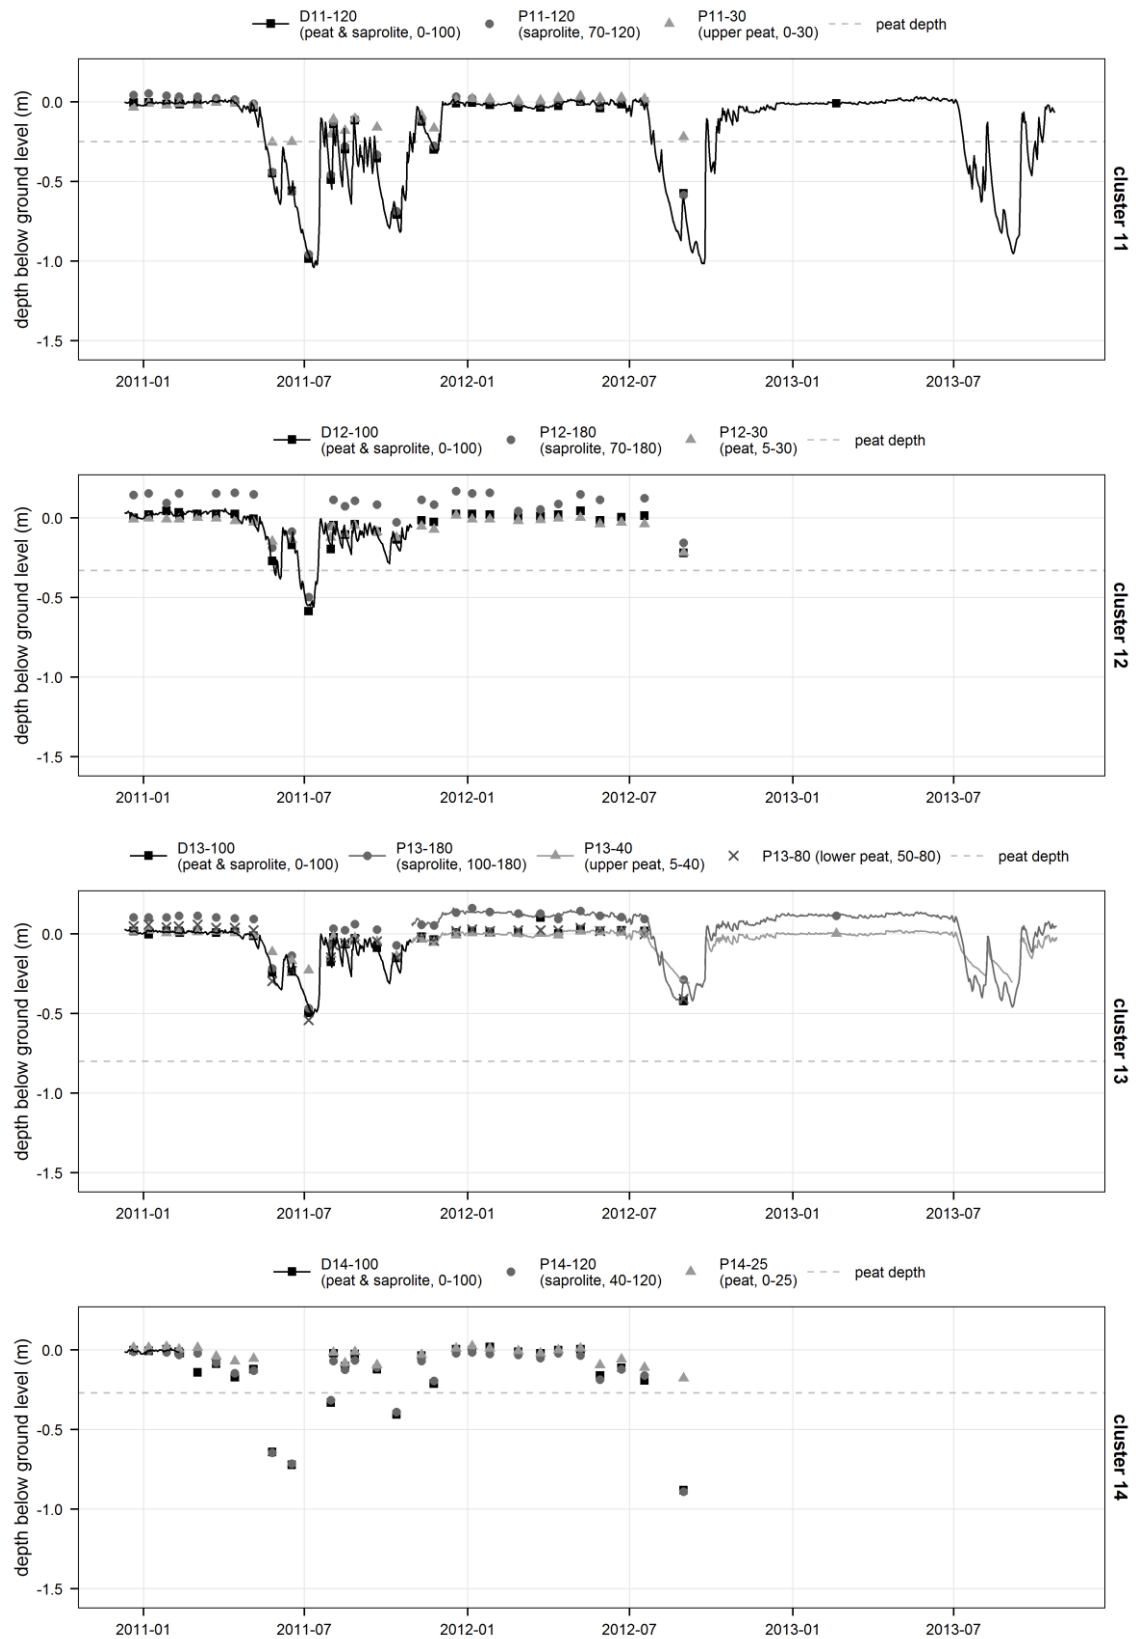 D11-120 P11-120 P11-30
(peat & saprolite, 0-100) (saprolite, 70-120) (upper peat, 0-30) peat depth
depth below ground level (m)
0.0
-0.5
-1.0
-1.5
cluster 11
2011-01 2011-07 2012-01 2012-07 2013-01 2013-07
D12-100 P12-180 P12-30
(peat & saprolite, 0-100) (saprolite, 70-180) (peat, 5-30) peat depth
depth below ground level (m)
0.0
-0.5
-1.0
-1.5
cluster 12
2011-01 2011-07 2012-01 2012-07 2013-01 2013-07
D13-100 P13-180 P13-40
(peat & saprolite, 0-100) (saprolite, 100-180) (upper peat, 5-40) P13-80 (lower peat, 50-80) peat depth
depth below ground level (m)
0.0
-0.5
-1.0
-1.5
cluster 13
2011-01 2011-07 2012-01 2012-07 2013-01 2013-07
D14-100 P14-120 P14-25
(peat & saprolite, 0-100) (saprolite, 40-120) (peat, 0-25) peat depth
depth below ground level (m)
0.0
-0.5
-1.0
-1.5
cluster 14
2011-01 2011-07 2012-01 2012-07 2013-01 2013-07